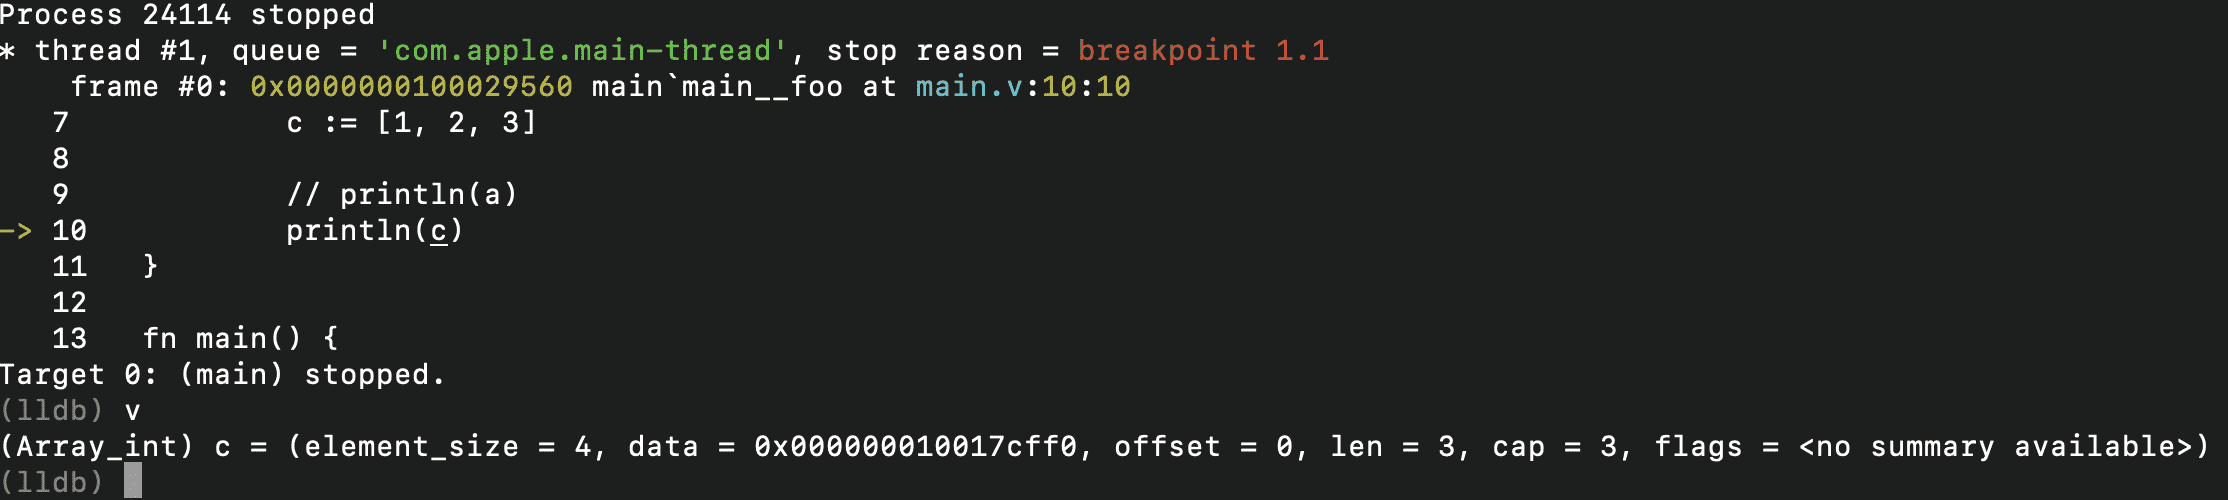 Process 24114 stopped
* thread #1, queue = 'com.apple.main-thread', stop reason = breakpoint 1.1
    frame #0: 0x0000000100029560 main`main__foo at main.v:10:10
   7            c := [1, 2, 3]
   8
   9            // println(a)
-> 10           println(c)
   11   }
   12
   13   fn main() {
Target 0: (main) stopped.
(lldb) v
(Array_int) c = (element_size = 4, data = 0x000000010017cff0, offset = 0, len = 3, cap = 3, flags = <no summary available>)
(lldb)